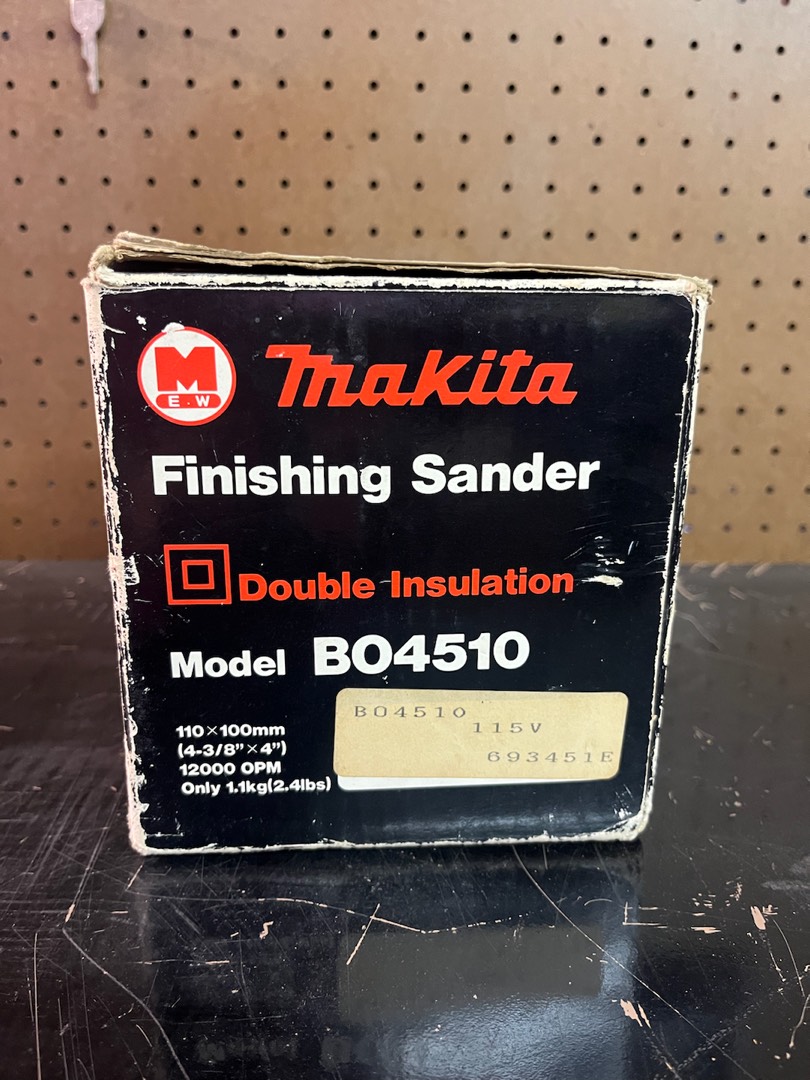 M
E.W
makita
Finishing Sander
Double Insulation
Model BO4510
110×100mm
(4-3/8"×4")
12000 OPM
Only 1.1kg(2.4lbs)
BO4510
115V
693451E